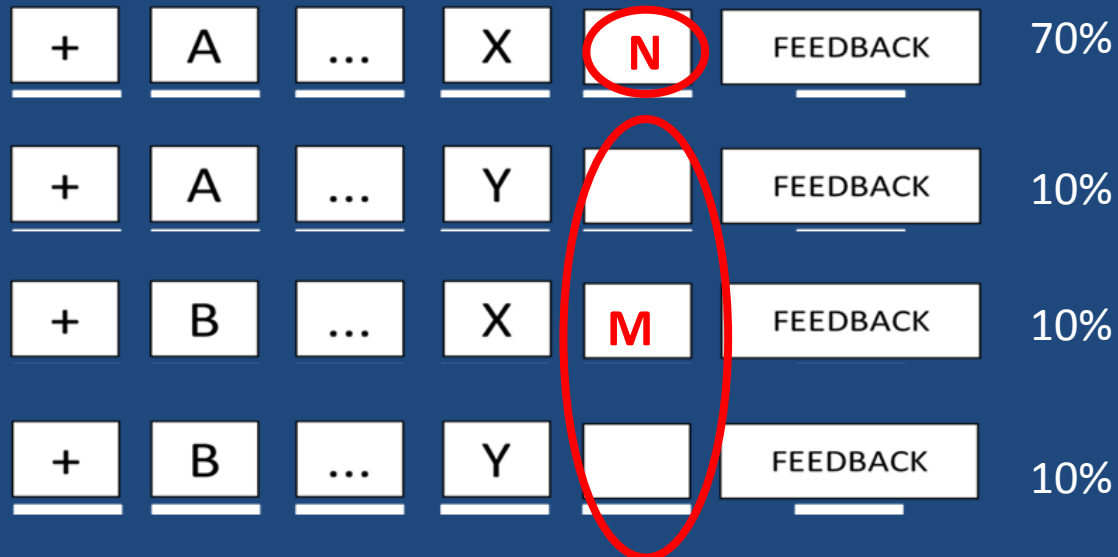 + A ... X N FEEDBACK 70%
+ A ... Y FEEDBACK 10%
+ B ... X M FEEDBACK 10%
+ B ... Y FEEDBACK 10%